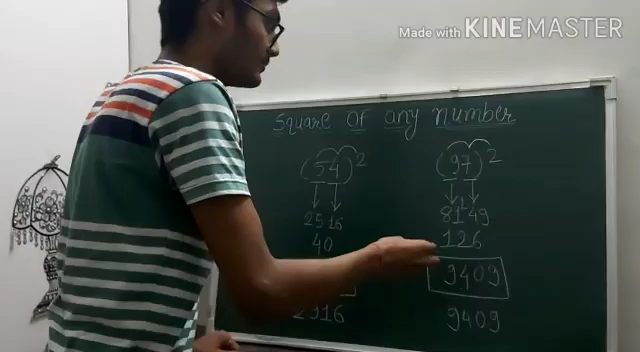 Made with KINEMASTER
Square of any number
(54)² (97)²
2516 8149
40 126
9409
2916 9409